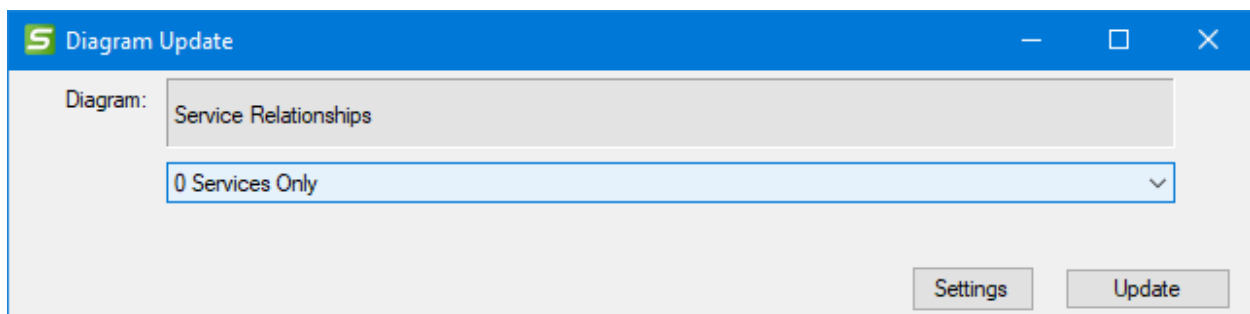 Diagram Update
Diagram:
Service Relationships
0 Services Only
Settings
Update